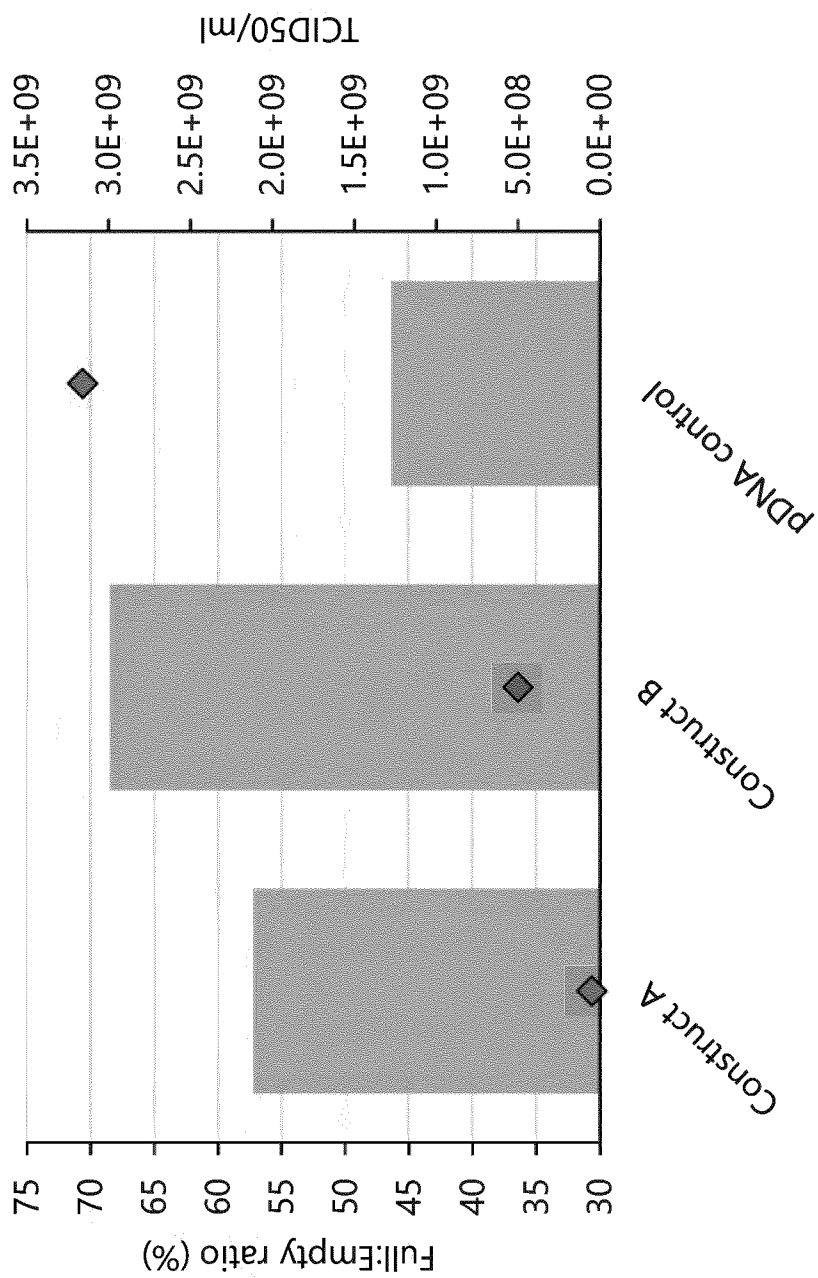 Full:Empty ratio (%)
75
70
65
60
55
50
45
40
35
30
Construct A
Construct B
pDNA control
3.5E+09
3.0E+09
2.5E+09
2.0E+09
1.5E+09
1.0E+09
5.0E+08
0.0E+00
TCID50/ml